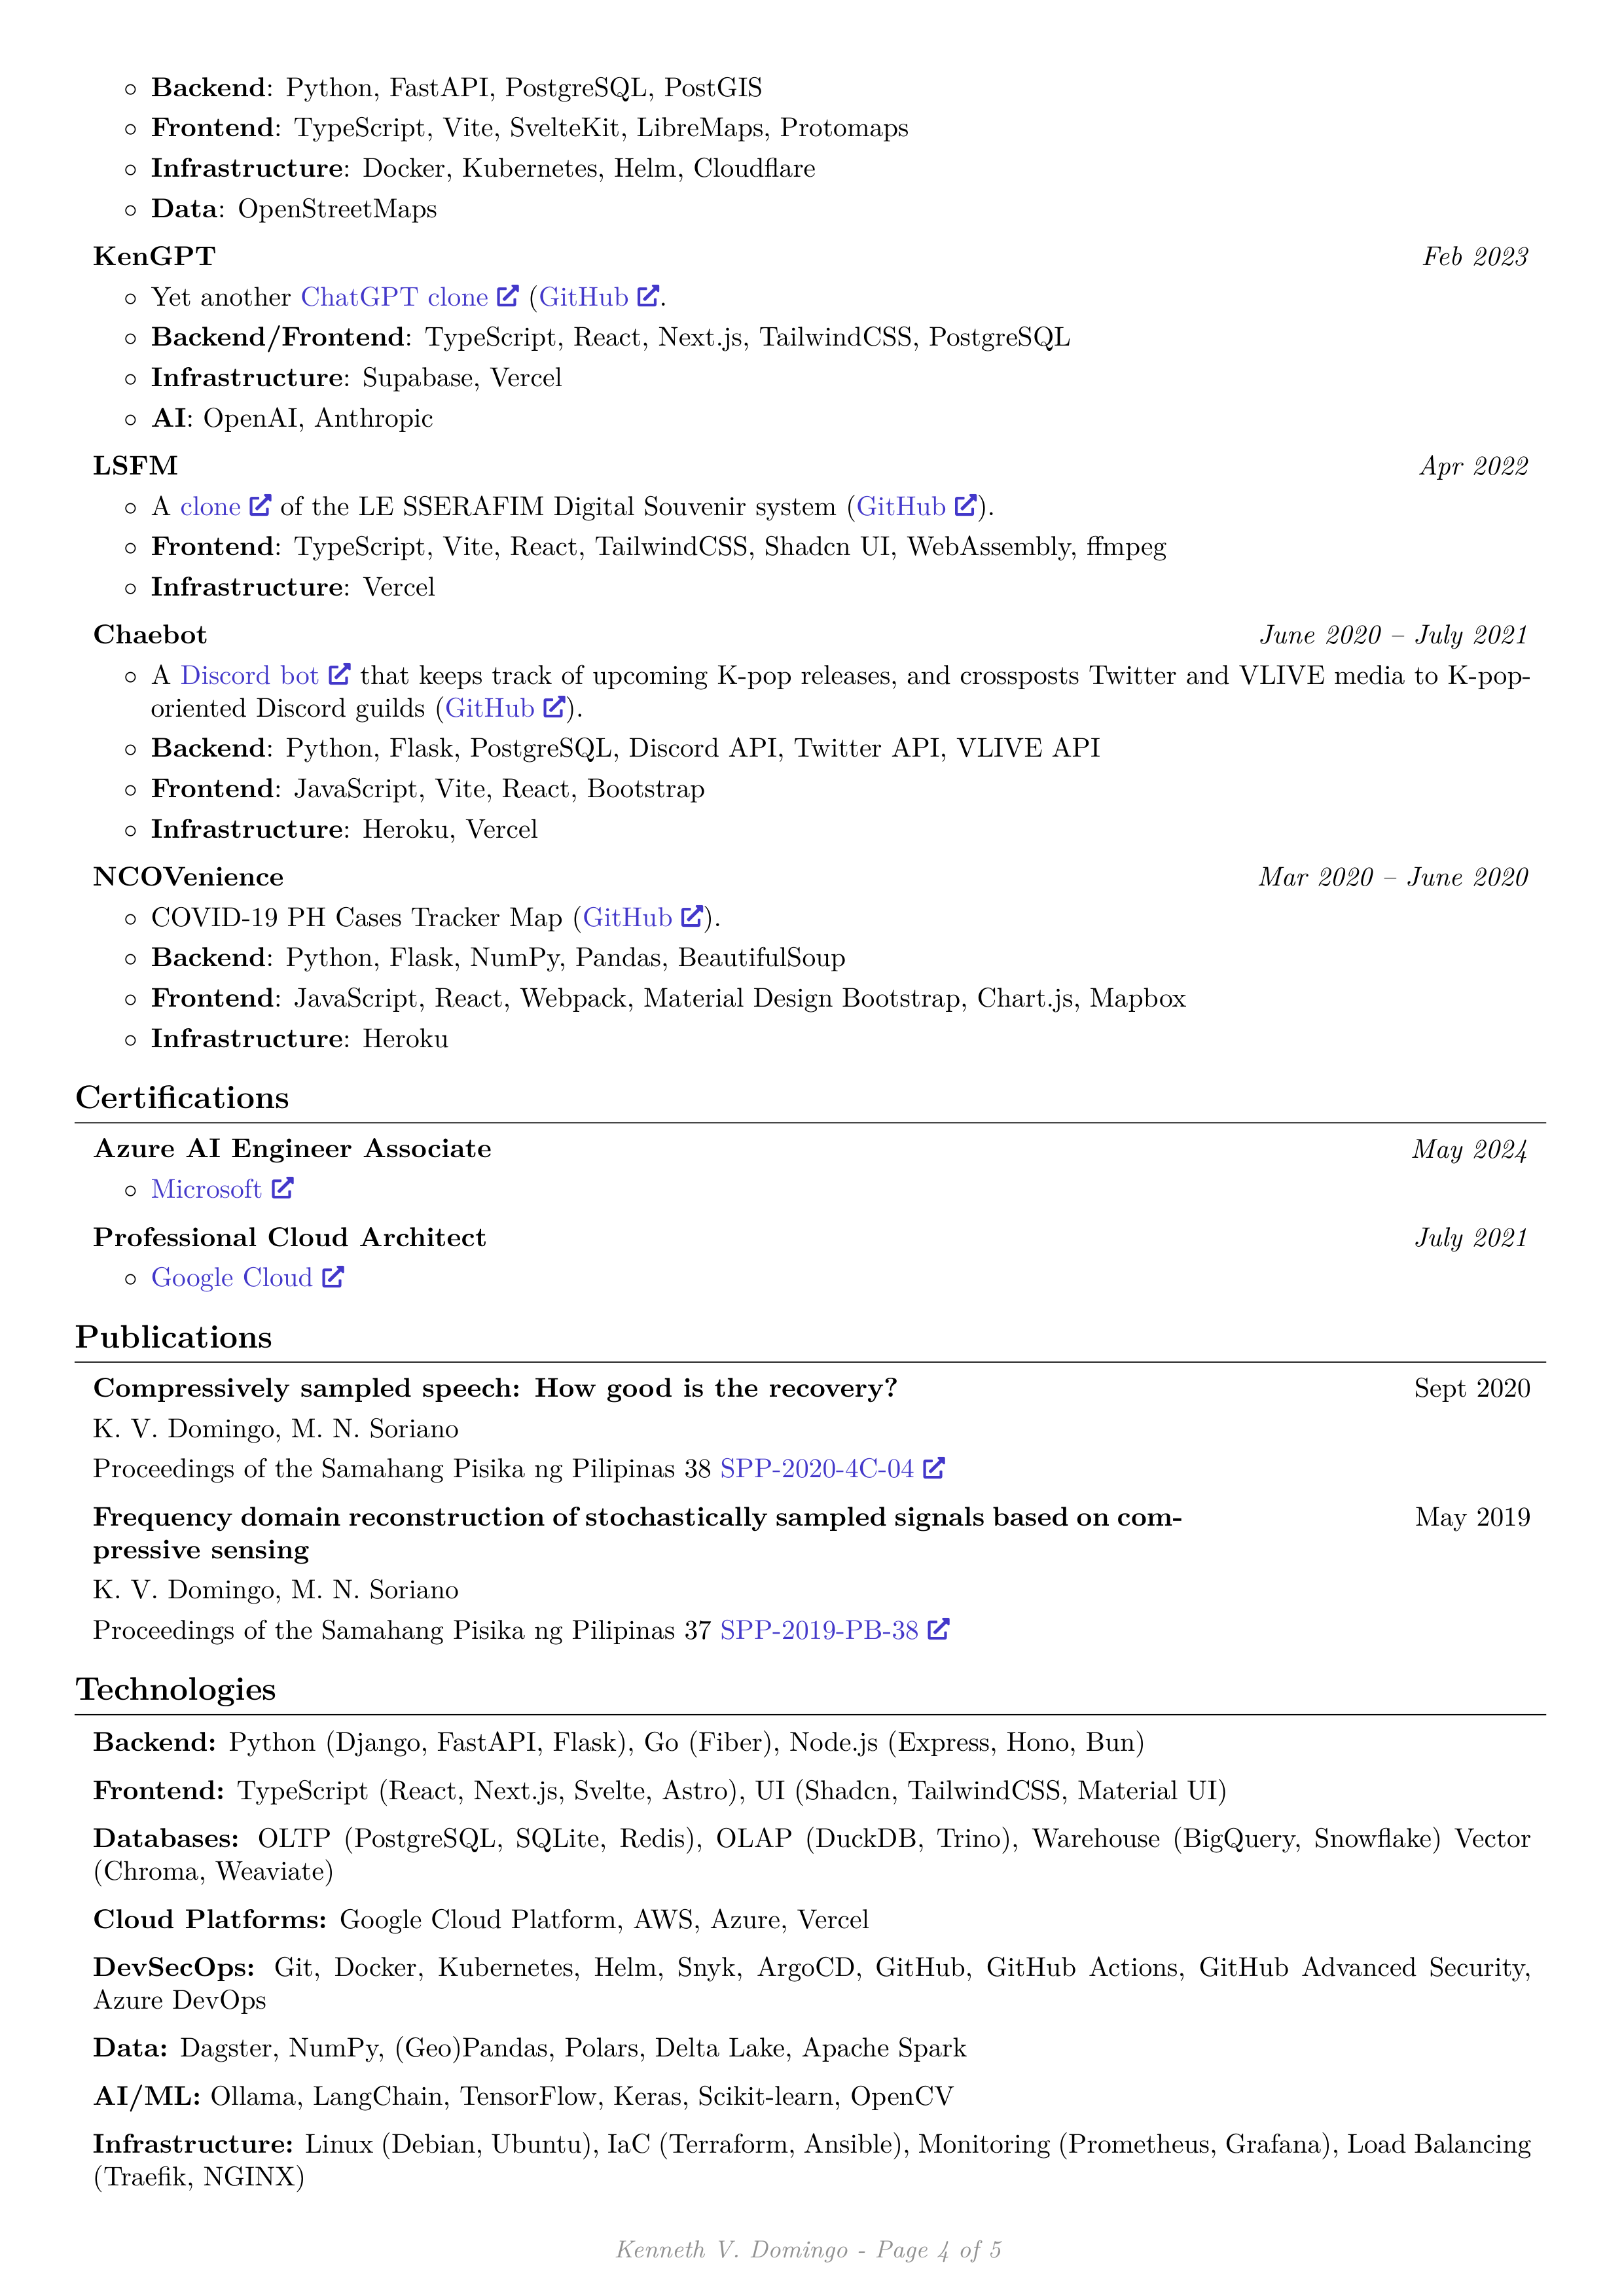 ◦ Backend: Python, FastAPI, PostgreSQL, PostGIS
◦ Frontend: TypeScript, Vite, SvelteKit, LibreMaps, Protomaps
◦ Infrastructure: Docker, Kubernetes, Helm, Cloudflare
◦ Data: OpenStreetMaps
KenGPT Feb 2023
◦ Yet another ChatGPT clone (GitHub .
◦ Backend/Frontend: TypeScript, React, Next.js, TailwindCSS, PostgreSQL
◦ Infrastructure: Supabase, Vercel
◦ AI: OpenAI, Anthropic
LSFM Apr 2022
◦ A clone of the LE SSERAFIM Digital Souvenir system (GitHub ).
◦ Frontend: TypeScript, Vite, React, TailwindCSS, Shadcn UI, WebAssembly, ffmpeg
◦ Infrastructure: Vercel
Chaebot June 2020 – July 2021
◦ A Discord bot that keeps track of upcoming K-pop releases, and crossposts Twitter and VLIVE media to K-pop-
oriented Discord guilds (GitHub ).
◦ Backend: Python, Flask, PostgreSQL, Discord API, Twitter API, VLIVE API
◦ Frontend: JavaScript, Vite, React, Bootstrap
◦ Infrastructure: Heroku, Vercel
NCOVenience Mar 2020 – June 2020
◦ COVID-19 PH Cases Tracker Map (GitHub ).
◦ Backend: Python, Flask, NumPy, Pandas, BeautifulSoup
◦ Frontend: JavaScript, React, Webpack, Material Design Bootstrap, Chart.js, Mapbox
◦ Infrastructure: Heroku
Certifications
Azure AI Engineer Associate May 2024
◦ Microsoft
Professional Cloud Architect July 2021
◦ Google Cloud
Publications
Compressively sampled speech: How good is the recovery? Sept 2020
K. V. Domingo, M. N. Soriano
Proceedings of the Samahang Pisika ng Pilipinas 38 SPP-2020-4C-04
Frequency domain reconstruction of stochastically sampled signals based on com- May 2019
pressive sensing
K. V. Domingo, M. N. Soriano
Proceedings of the Samahang Pisika ng Pilipinas 37 SPP-2019-PB-38
Technologies
Backend: Python (Django, FastAPI, Flask), Go (Fiber), Node.js (Express, Hono, Bun)
Frontend: TypeScript (React, Next.js, Svelte, Astro), UI (Shadcn, TailwindCSS, Material UI)
Databases: OLTP (PostgreSQL, SQLite, Redis), OLAP (DuckDB, Trino), Warehouse (BigQuery, Snowflake) Vector
(Chroma, Weaviate)
Cloud Platforms: Google Cloud Platform, AWS, Azure, Vercel
DevSecOps: Git, Docker, Kubernetes, Helm, Snyk, ArgoCD, GitHub, GitHub Actions, GitHub Advanced Security,
Azure DevOps
Data: Dagster, NumPy, (Geo)Pandas, Polars, Delta Lake, Apache Spark
AI/ML: Ollama, LangChain, TensorFlow, Keras, Scikit-learn, OpenCV
Infrastructure: Linux (Debian, Ubuntu), IaC (Terraform, Ansible), Monitoring (Prometheus, Grafana), Load Balancing
(Traefik, NGINX)
Kenneth V. Domingo - Page 4 of 5